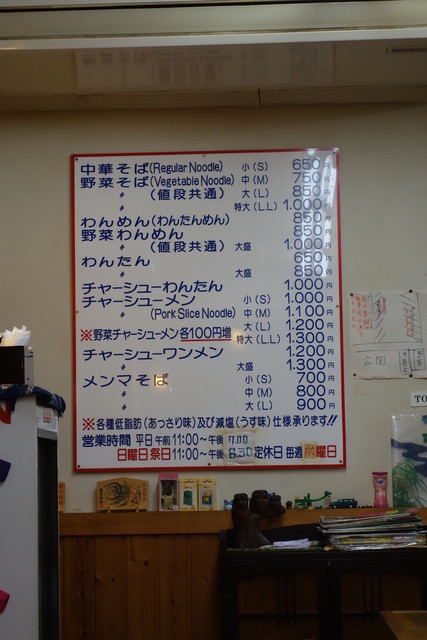 中華そば(Regular Noodle) 小(S) 650円
野菜そば(Vegetable Noodle) 中(M) 750円
〃 (値段共通) 大(L) 850円
特大(LL) 1.000円
わんめん(わんたんめん) 850円
野菜わんめん 850円
〃 (値段共通) 大盛 1.000円
わんたん 650円
〃 大盛 850円
チャーシューわんたん 1.000円
チャーシューメン 小(S) 1.000円
〃 (Pork Slice Noodle) 中(M) 1.100円
〃 大(L) 1.200円
※野菜チャーシューメン各100円増 特大(LL) 1.300円
チャーシューワンメン 1.200円
〃 大盛 1.300円
メンマそば 小(S) 700円
〃 中(M) 800円
〃 大(L) 900円
※各種低脂肪(あっさり味)及び減塩(うす味)仕様承ります!!
営業時間 平日 午前11:00〜午後7.00
日曜日 祭日 11:00〜午後6.30 定休日 毎週水曜日
TO